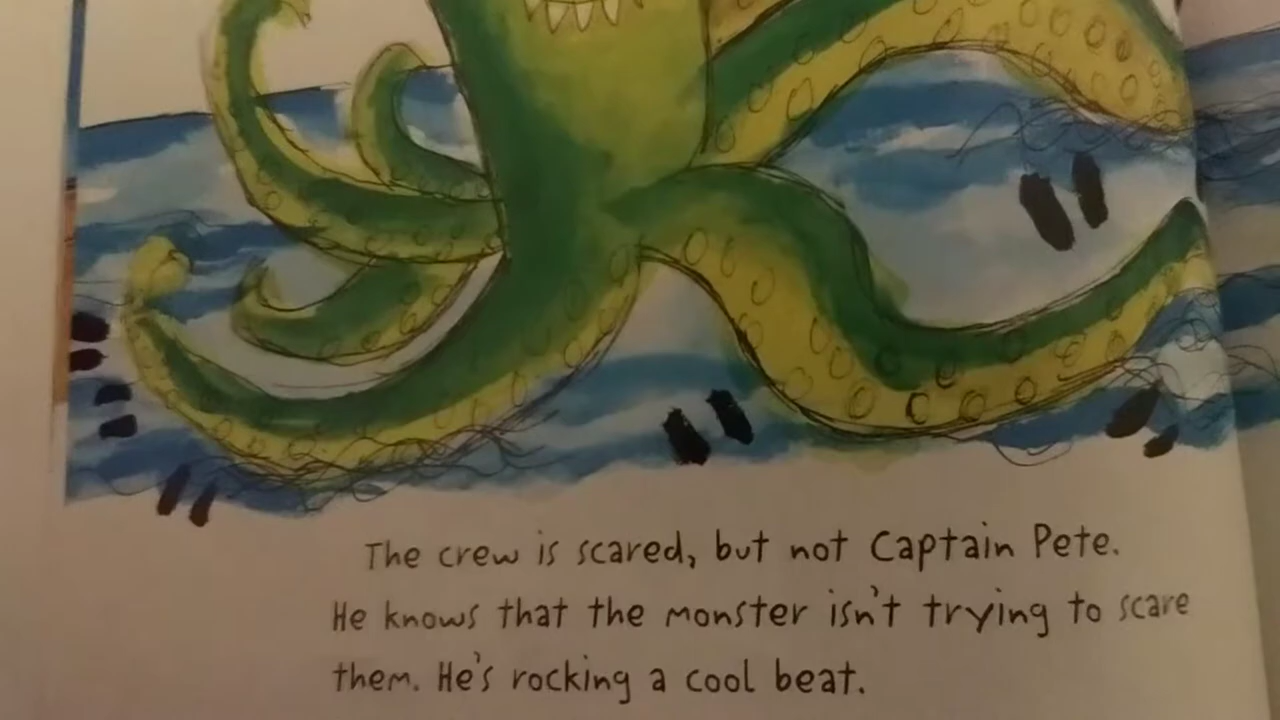 The crew is scared, but not Captain Pete.
He knows that the monster isn't trying to scare
them. He's rocking a cool beat.